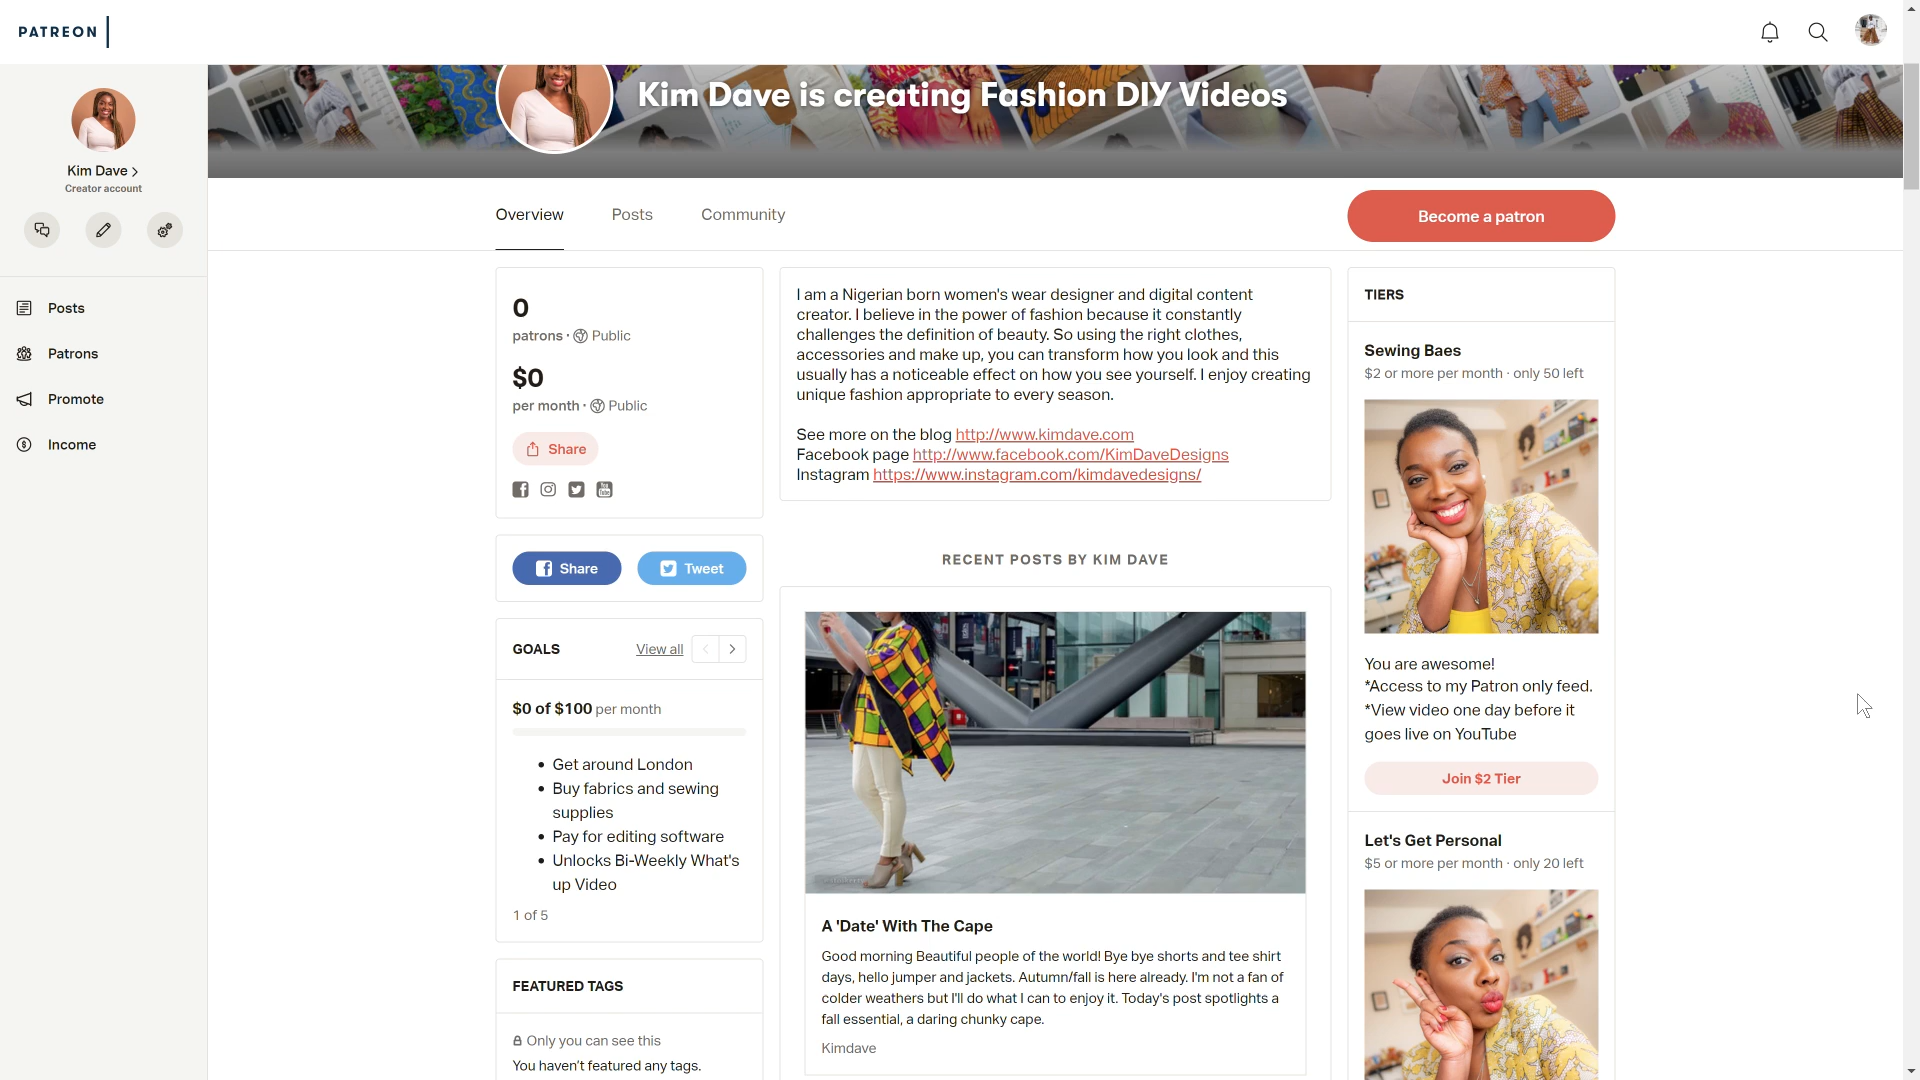 PATREON
Kim Dave
Creator account
Posts
Patrons
Promote
Income
Kim Dave is creating Fashion DIY Videos
Overview
Posts
Community
Become a patron
0
patrons · Public
$0
per month · Public
Share
Share
Tweet
GOALS
View all
$0 of $100 per month
• Get around London
• Buy fabrics and sewing
supplies
• Pay for editing software
• Unlocks Bi-Weekly What's
up Video
1 of 5
FEATURED TAGS
Only you can see this
You haven't featured any tags.
I am a Nigerian born women's wear designer and digital content
creator. I believe in the power of fashion because it constantly
challenges the definition of beauty. So using the right clothes,
accessories and make up, you can transform how you look and this
usually has a noticeable effect on how you see yourself. I enjoy creating
unique fashion appropriate to every season.
See more on the blog http://www.kimdave.com
Facebook page http://www.facebook.com/KimDaveDesigns
Instagram https://www.instagram.com/kimdavedesigns/
RECENT POSTS BY KIM DAVE
A 'Date' With The Cape
Good morning Beautiful people of the world! Bye bye shorts and tee shirt
days, hello jumper and jackets. Autumn/fall is here already. I'm not a fan of
colder weathers but I'll do what I can to enjoy it. Today's post spotlights a
fall essential, a daring chunky cape.
Kimdave
TIERS
Sewing Baes
$2 or more per month · only 50 left
You are awesome!
*Access to my Patron only feed.
*View video one day before it
goes live on YouTube
Join $2 Tier
Let's Get Personal
$5 or more per month · only 20 left